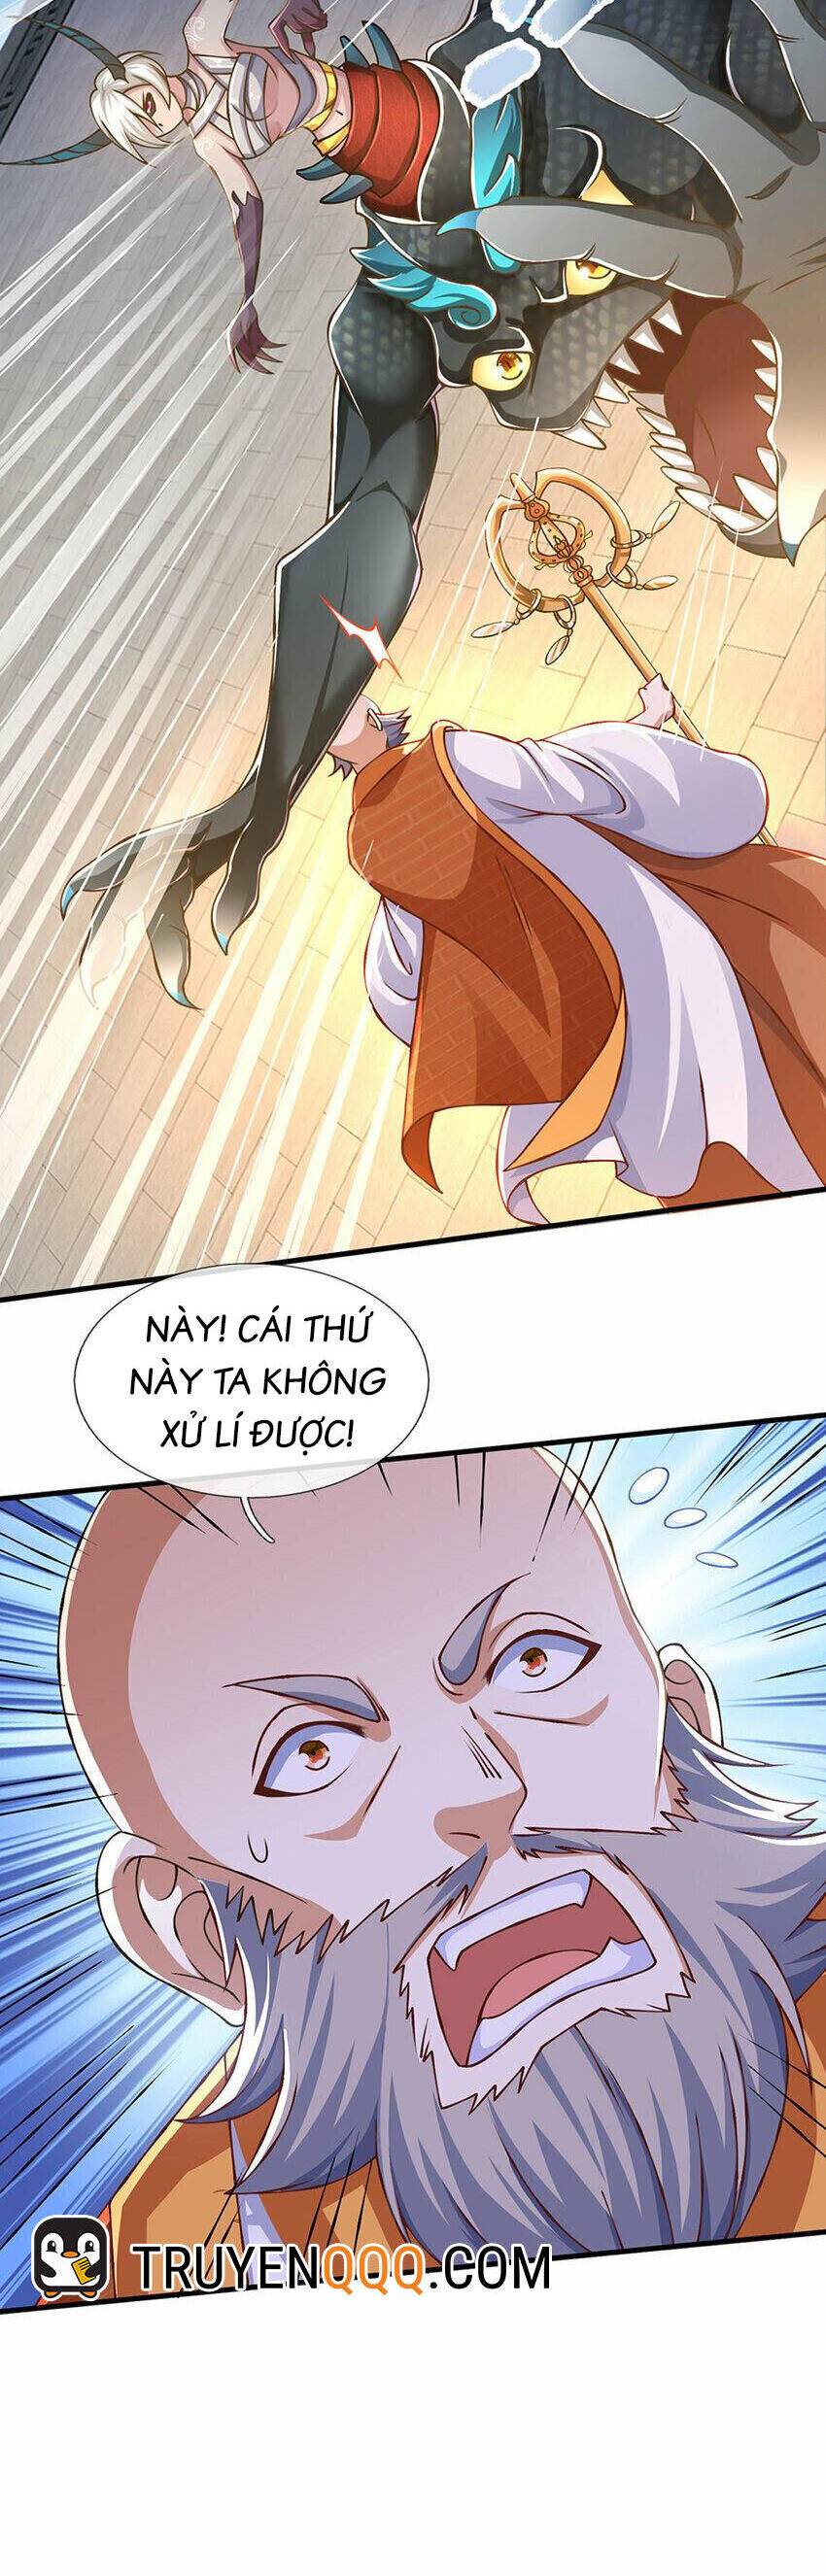 NÀY! CÁI THỨ
NÀY TA KHÔNG
XỬ LÍ ĐƯỢC!
TRUYENQQQ.COM